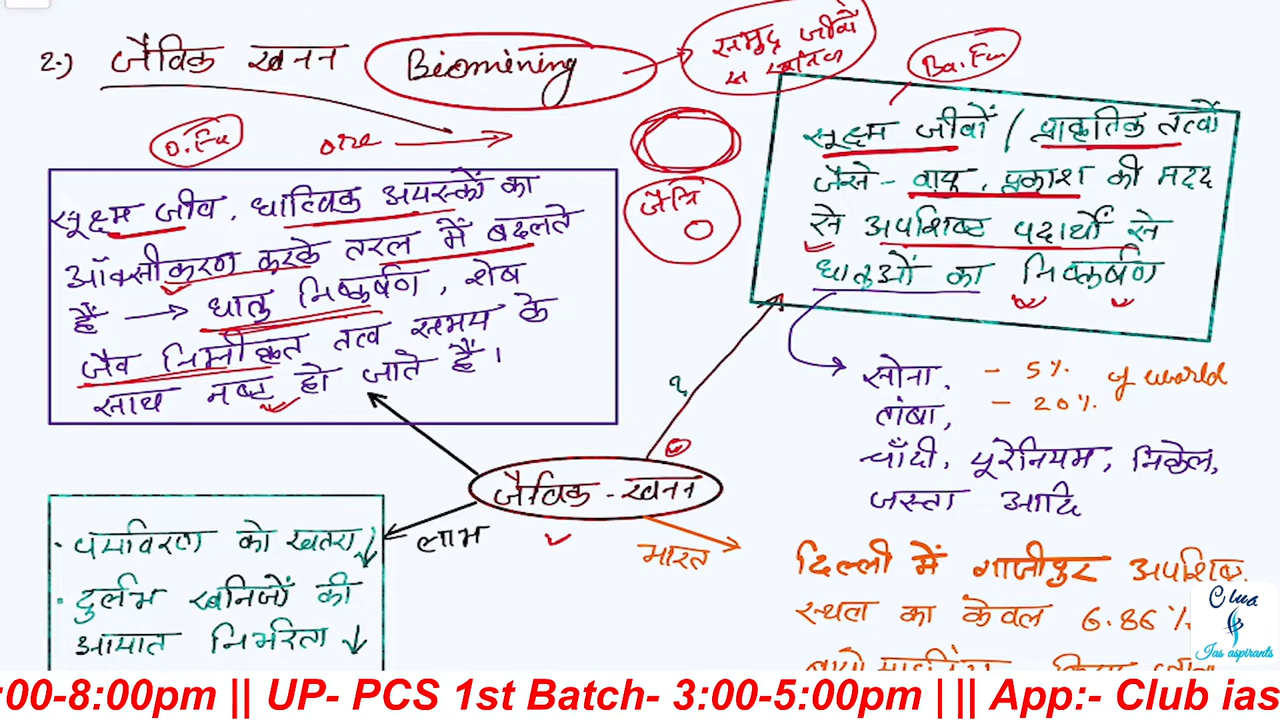 2.) जैविक खनन Biomining
समुद्र जीवों
Ba. Fu
O. Fu
ore
सूक्ष्म जीव, धात्विक अयस्कों का
ऑक्सीकरण करके तरल में बदलते
हैं → धातु निष्कर्षण, शेष
जैव निम्नीकृत तत्व समय के
साथ नष्ट हो जाते हैं।
सूक्ष्म जीवों / प्राकृतिक तत्वों
जैसे - वायु, प्रकाश की मदद
से अपशिष्ट पदार्थों से
धातुओं का निष्कर्षण
सोना, - 5% of world
तांबा, - 20%
चाँदी, यूरेनियम, निकेल,
जस्ता आदि
जैविक - खनन
लाभ
भारत
• पर्यावरण को खतरा ↓
• दुर्लभ खनिजों की
आयात निर्भरता ↓
दिल्ली में गाजीपुर अपशिष्ट
स्थल का केवल 6.86%
Club
Ias aspirants
:00-8:00pm || UP- PCS 1st Batch- 3:00-5:00pm | || App:- Club ias